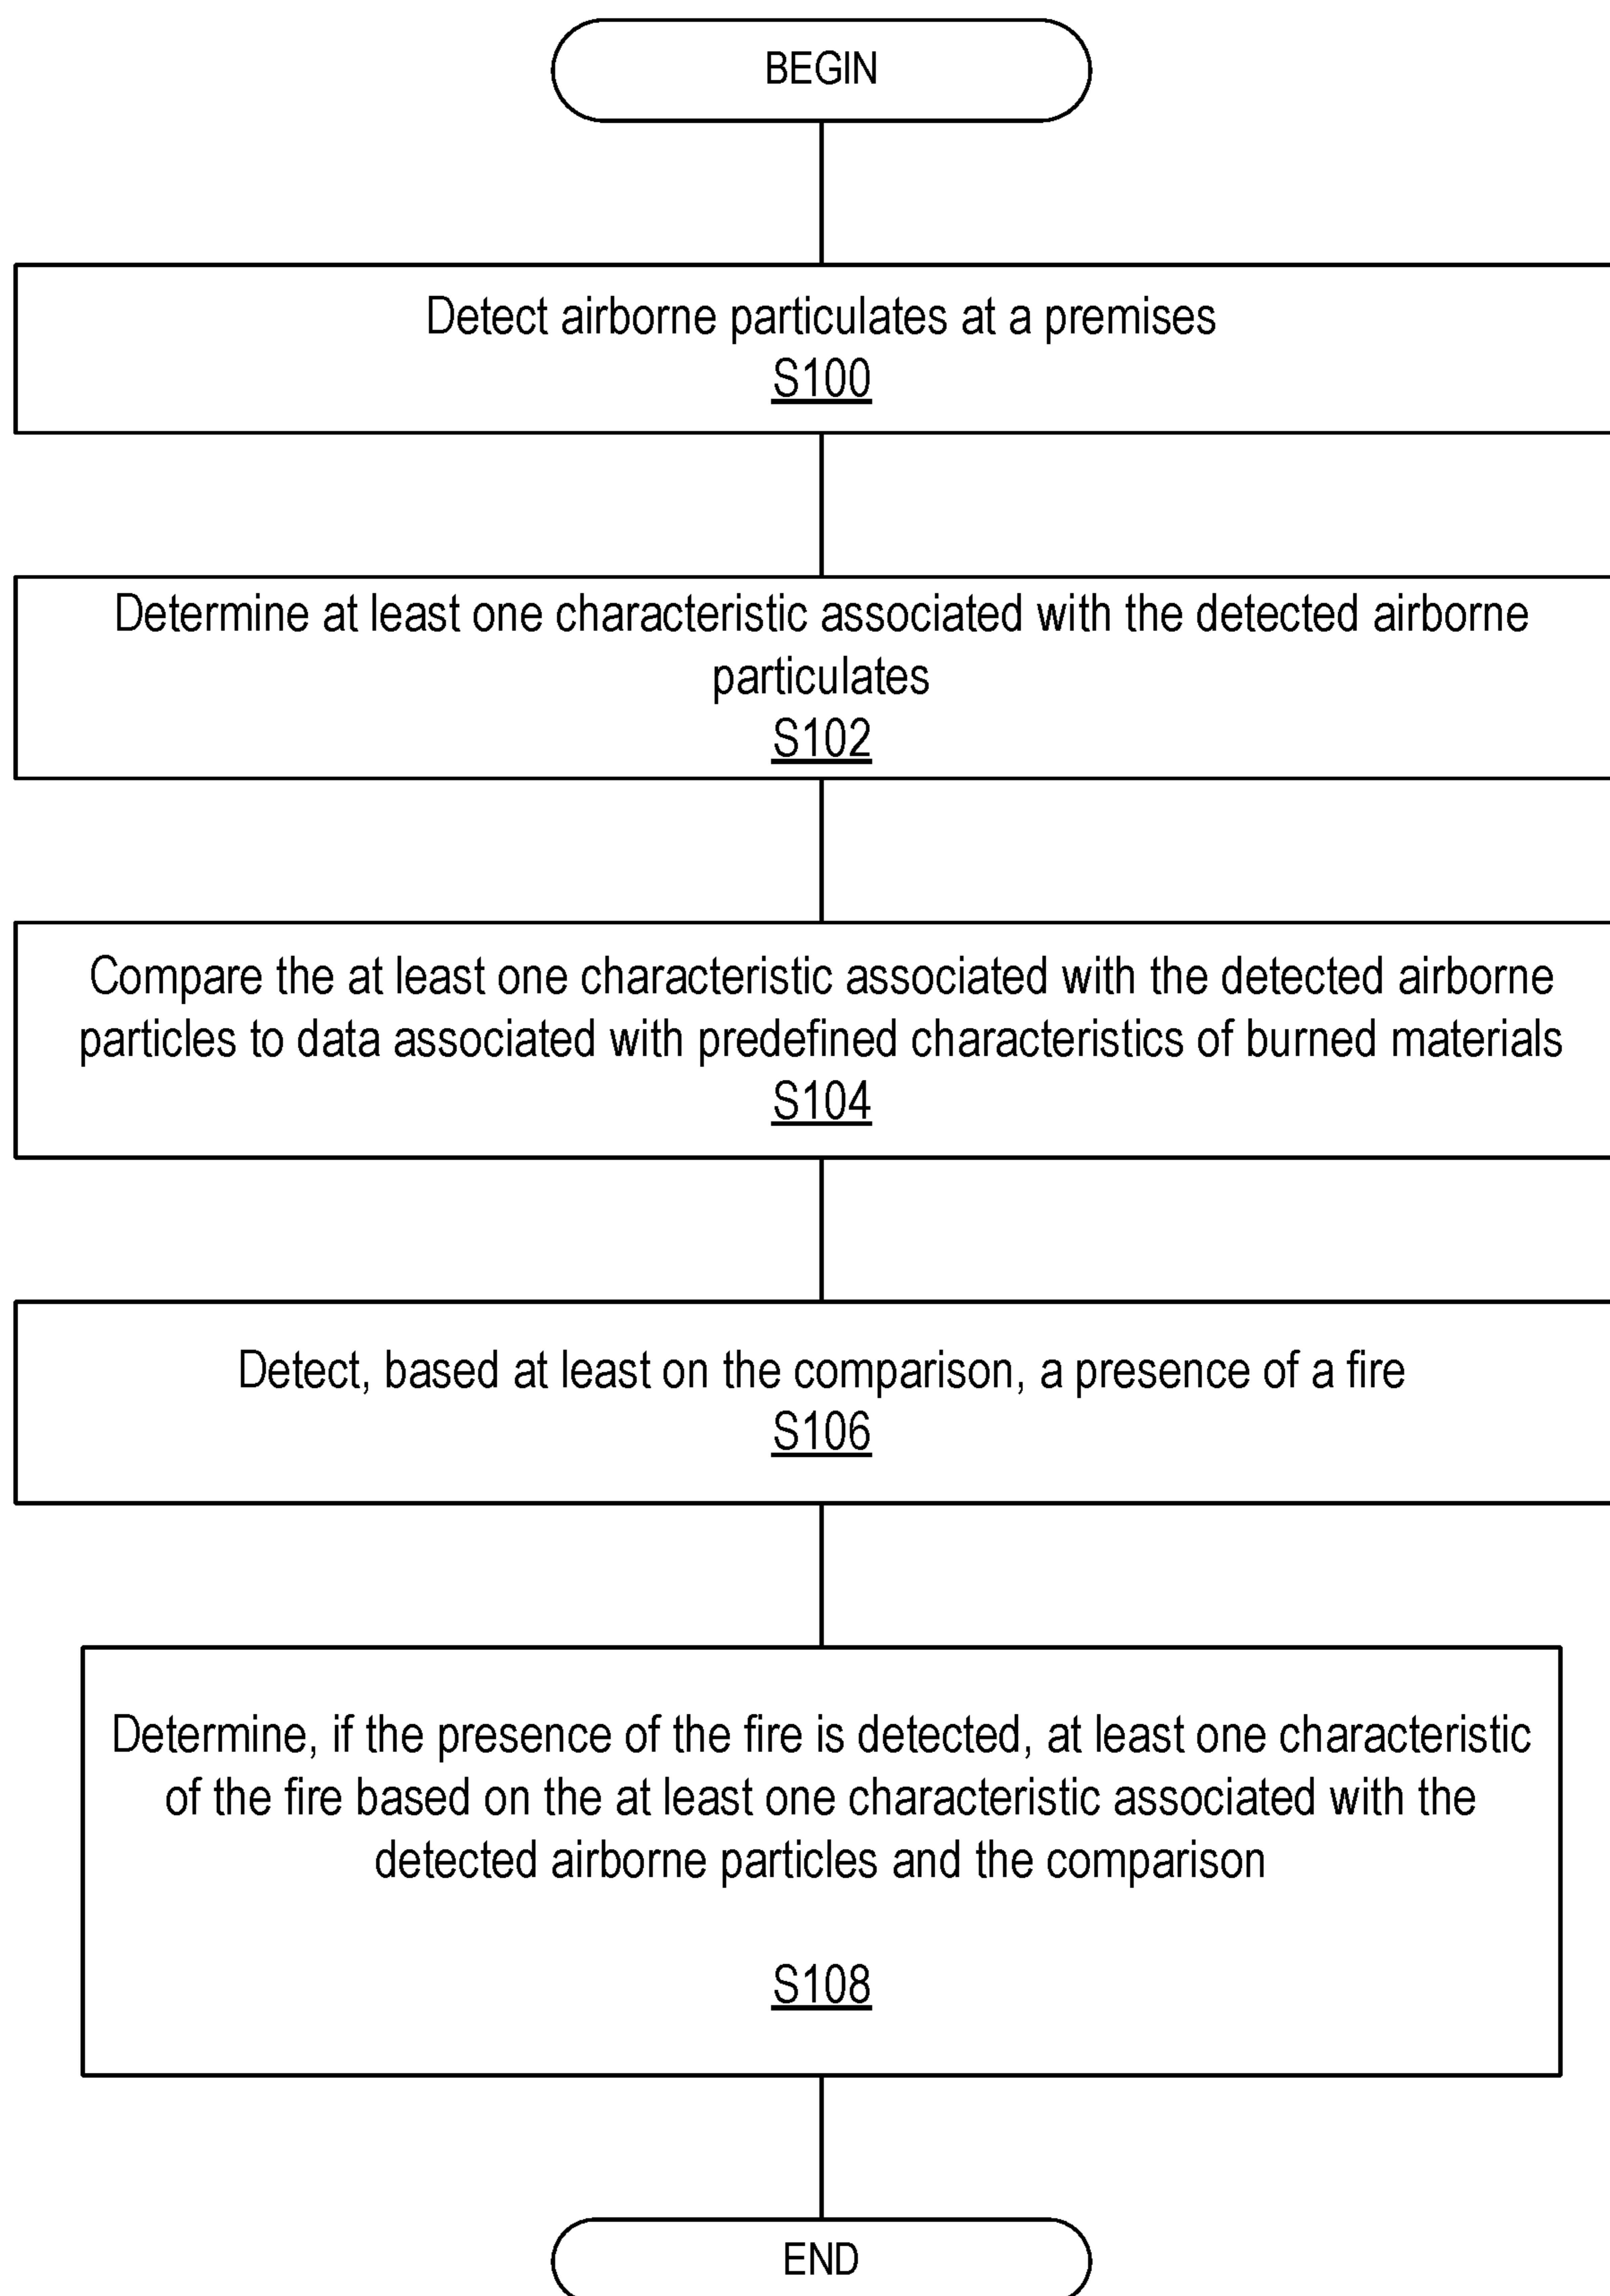 BEGIN
Detect airborne particulates at a premises
S100
Determine at least one characteristic associated with the detected airborne
particulates
S102
Compare the at least one characteristic associated with the detected airborne
particles to data associated with predefined characteristics of burned materials
S104
Detect, based at least on the comparison, a presence of a fire
S106
Determine, if the presence of the fire is detected, at least one characteristic
of the fire based on the at least one characteristic associated with the
detected airborne particles and the comparison
S108
END